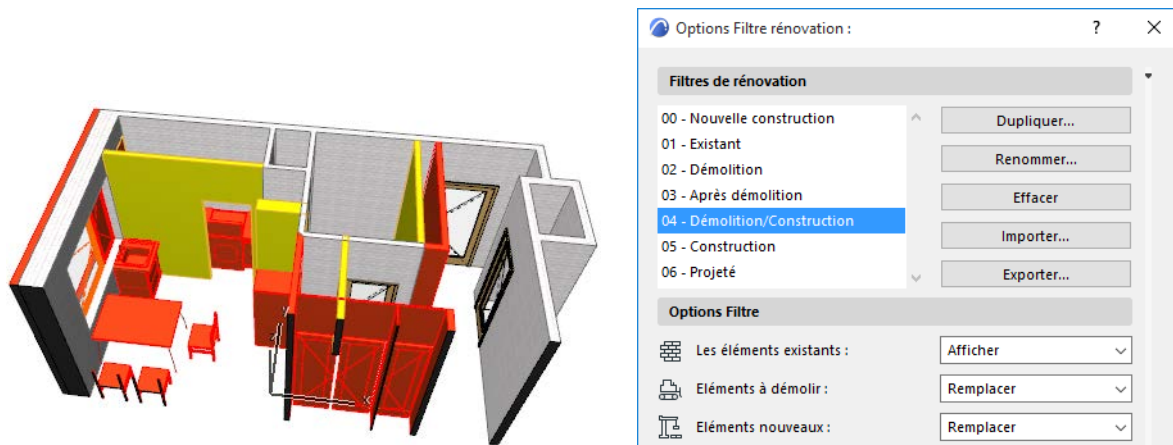 Options Filtre rénovation :
?
Filtres de rénovation
00 - Nouvelle construction
01 - Existant
02 - Démolition
03 - Après démolition
04 - Démolition/Construction
05 - Construction
06 - Projeté
Dupliquer...
Renommer...
Effacer
Importer...
Exporter...
Options Filtre
Les éléments existants :
Afficher
Eléments à démolir :
Remplacer
Eléments nouveaux :
Remplacer